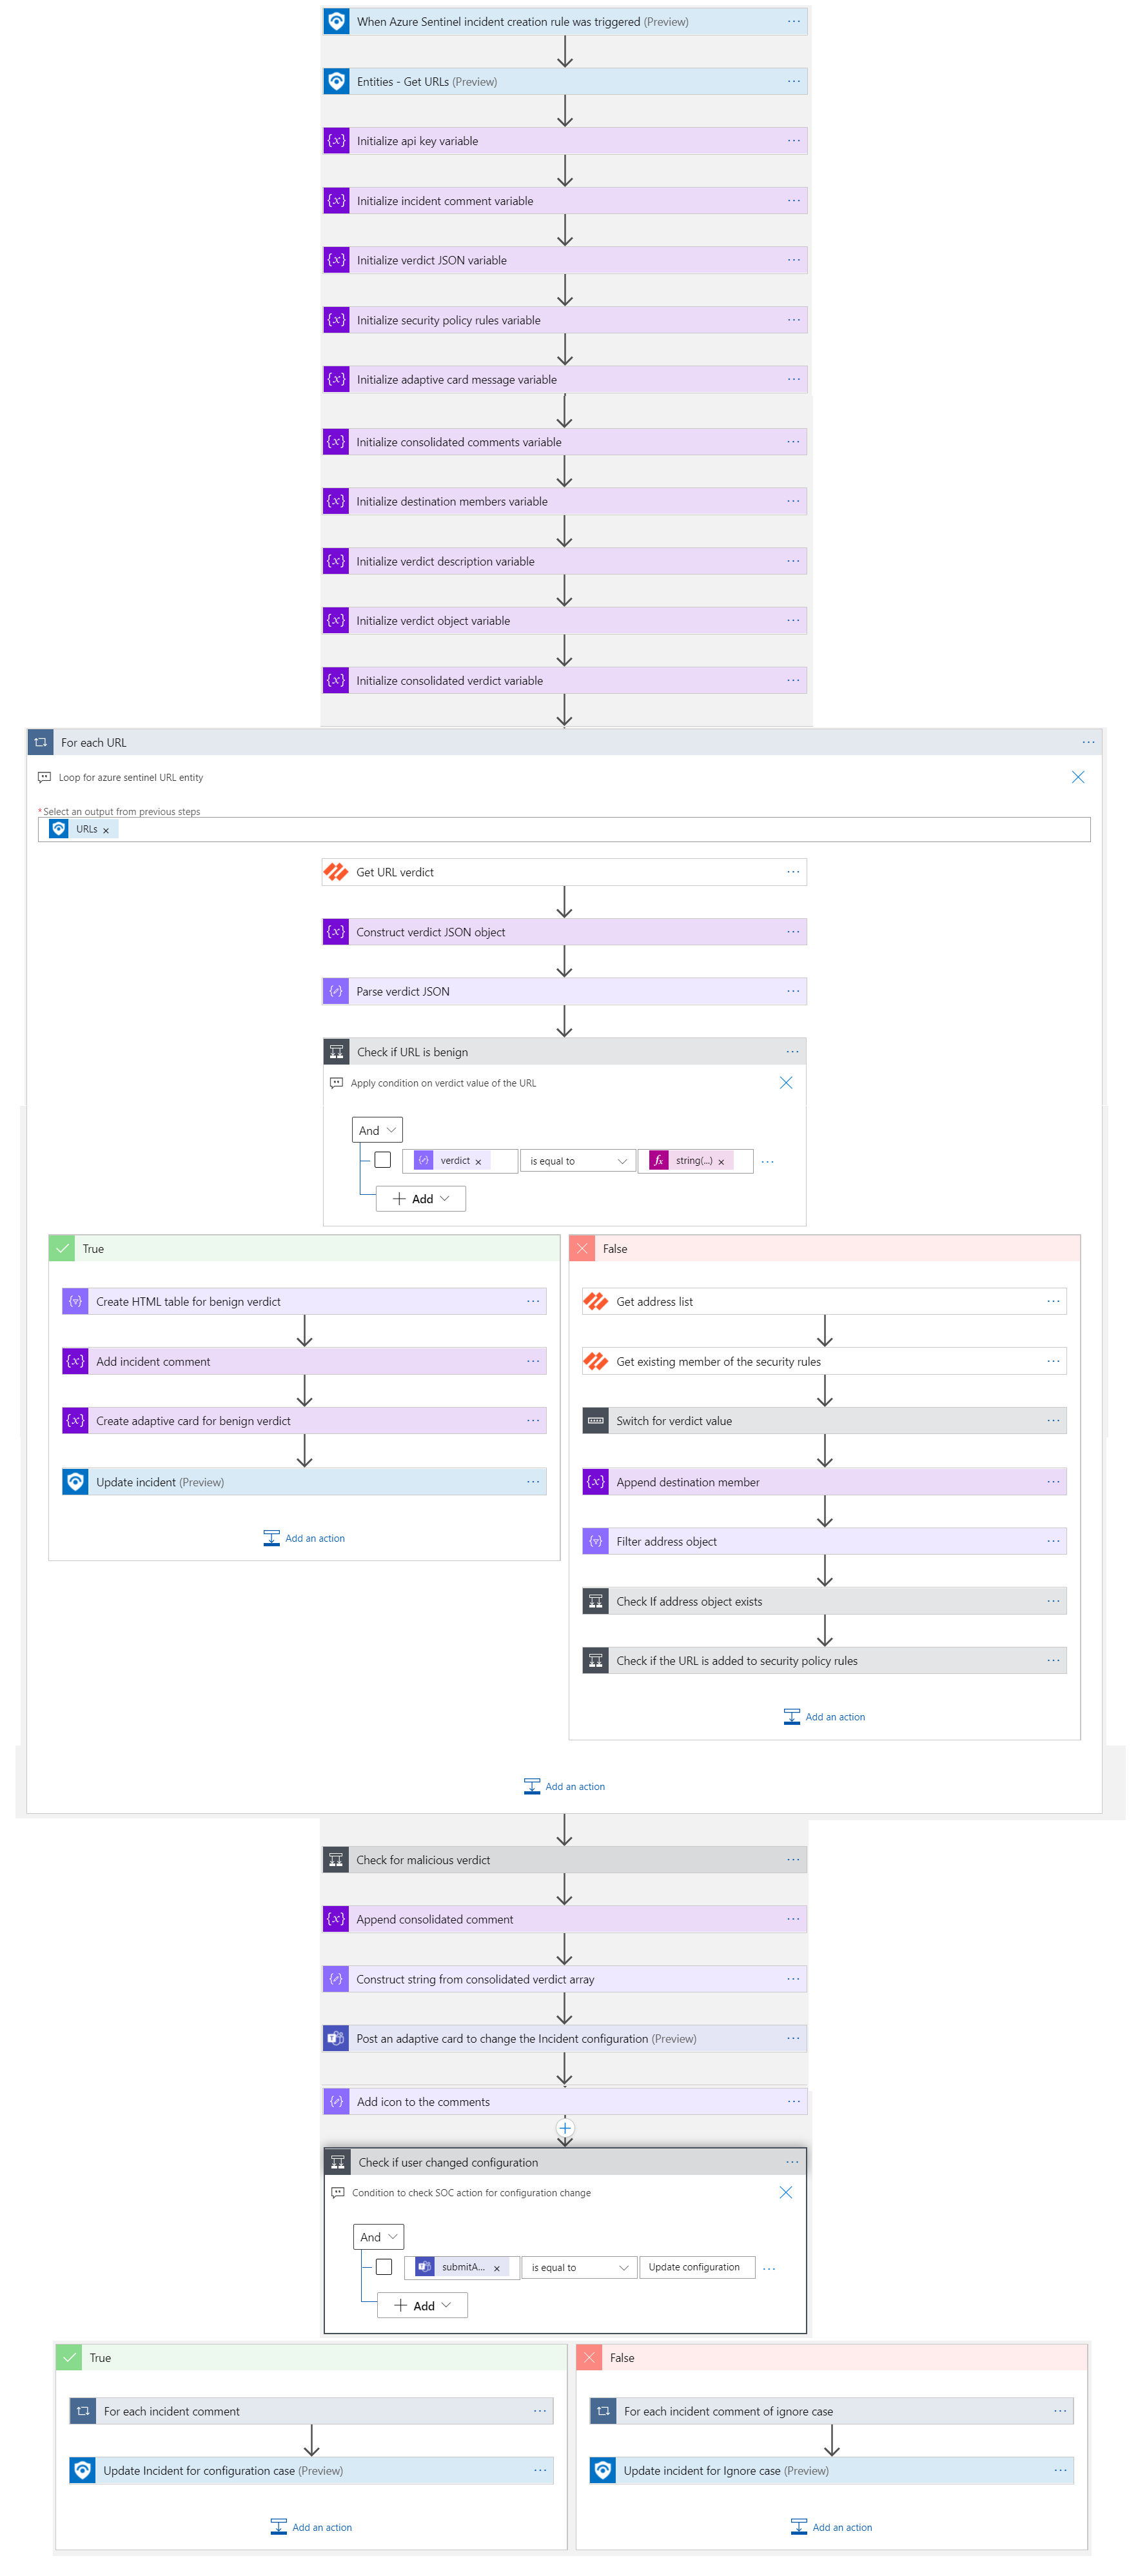 When Azure Sentinel incident creation rule was triggered (Preview)
Entities - Get URLs (Preview)
{x} Initialize api key variable
{x} Initialize incident comment variable
{x} Initialize verdict JSON variable
{x} Initialize security policy rules variable
{x} Initialize adaptive card message variable
{x} Initialize consolidated comments variable
{x} Initialize destination members variable
{x} Initialize verdict description variable
{x} Initialize verdict object variable
{x} Initialize consolidated verdict variable
For each URL
Loop for azure sentinel URL entity
*Select an output from previous steps
URLs ×
Get URL verdict
{x} Construct verdict JSON object
Parse verdict JSON
Check if URL is benign
Apply condition on verdict value of the URL
And
verdict × is equal to fx string(...) × ...
+ Add
True
Create HTML table for benign verdict
{x} Add incident comment
{x} Create adaptive card for benign verdict
Update incident (Preview)
Add an action
False
Get address list
Get existing member of the security rules
Switch for verdict value
{x} Append destination member
Filter address object
Check If address object exists
Check if the URL is added to security policy rules
Add an action
Add an action
Check for malicious verdict
{x} Append consolidated comment
Construct string from consolidated verdict array
Post an adaptive card to change the Incident configuration (Preview)
Add icon to the comments
Check if user changed configuration
Condition to check SOC action for configuration change
And
submitA... × is equal to Update configuration ...
+ Add
True
For each incident comment
Update Incident for configuration case (Preview)
Add an action
False
For each incident comment of ignore case
Update incident for Ignore case (Preview)
Add an action